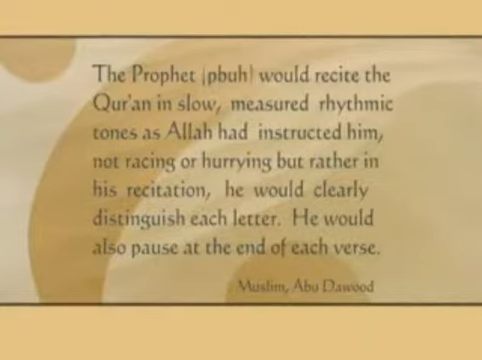 The Prophet (pbuh) would recite the
Qur'an in slow, measured rhythmic
tones as Allah had instructed him,
not racing or hurrying but rather in
his recitation, he would clearly
distinguish each letter. He would
also pause at the end of each verse.
Muslim, Abu Dawood